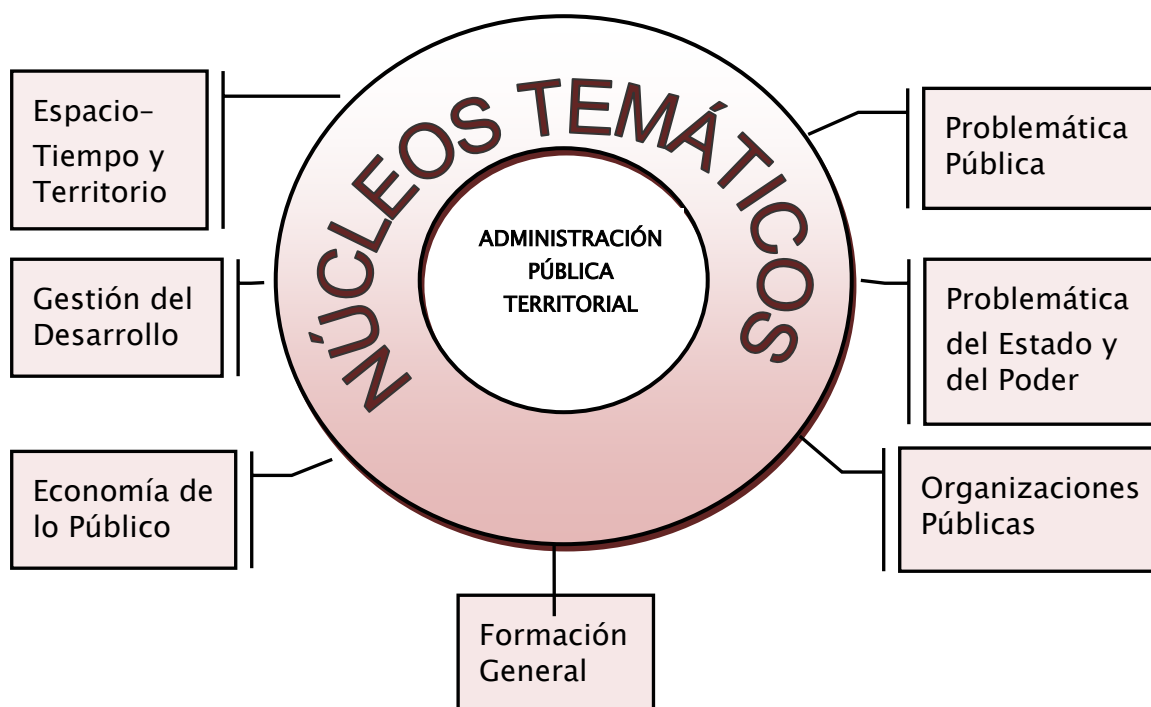 NÚCLEOS TEMÁTICOS
ADMINISTRACIÓN
PÚBLICA
TERRITORIAL
Espacio–
Tiempo y
Territorio
Gestión del
Desarrollo
Economía de
lo Público
Formación
General
Problemática
Pública
Problemática
del Estado y
del Poder
Organizaciones
Públicas